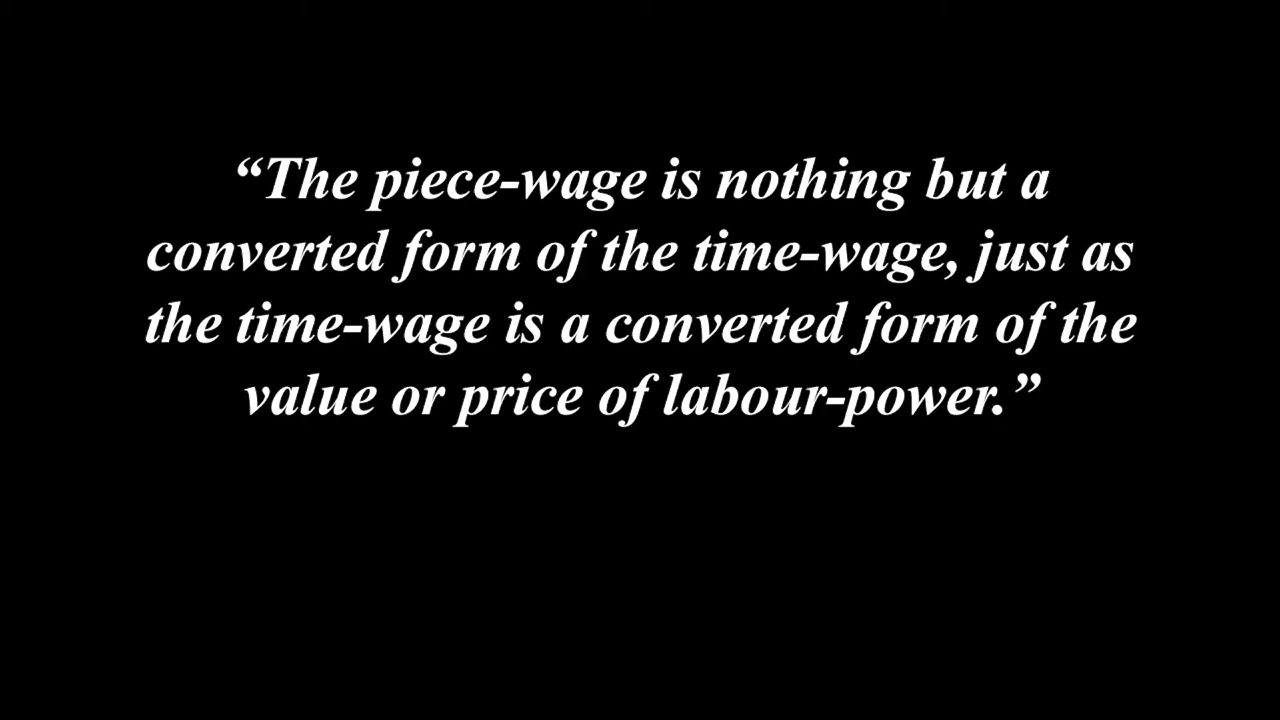 “The piece-wage is nothing but a
converted form of the time-wage, just as
the time-wage is a converted form of the
value or price of labour-power.”